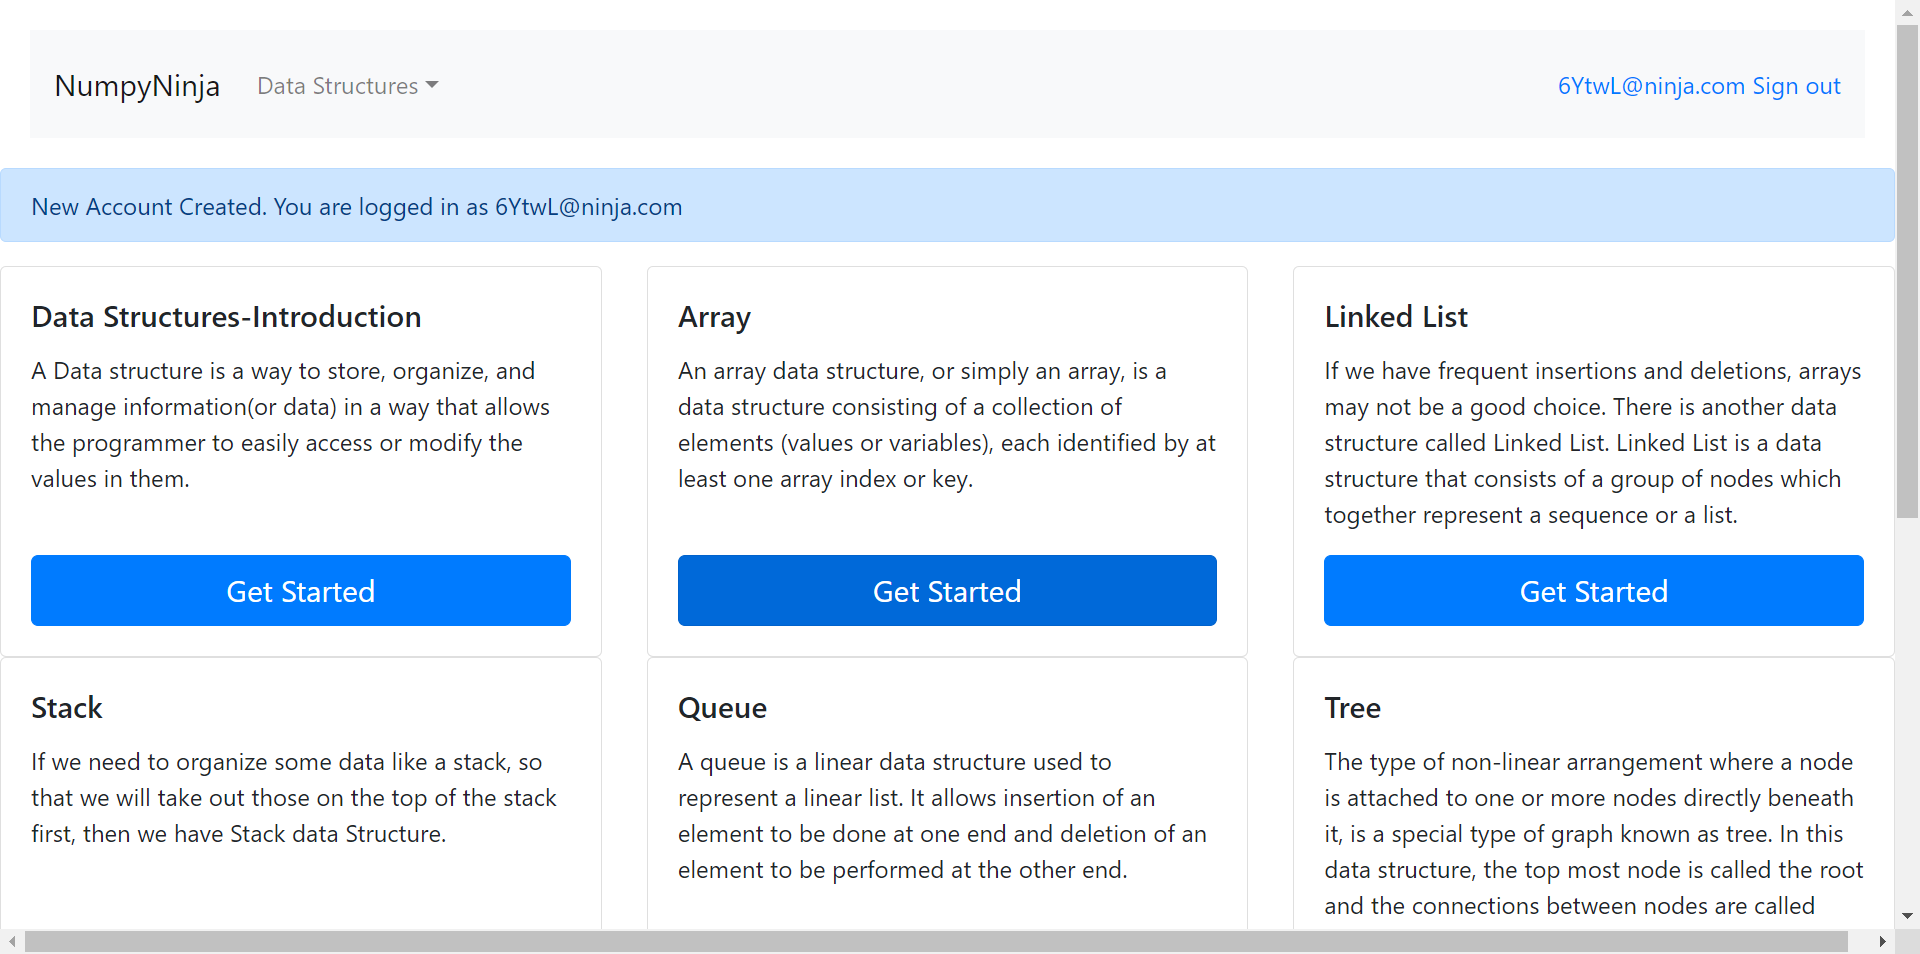 NumpyNinja
Data Structures
6YtwL@ninja.com Sign out
New Account Created. You are logged in as 6YtwL@ninja.com
Data Structures-Introduction
A Data structure is a way to store, organize, and
manage information(or data) in a way that allows
the programmer to easily access or modify the
values in them.
Get Started
Array
An array data structure, or simply an array, is a
data structure consisting of a collection of
elements (values or variables), each identified by at
least one array index or key.
Get Started
Linked List
If we have frequent insertions and deletions, arrays
may not be a good choice. There is another data
structure called Linked List. Linked List is a data
structure that consists of a group of nodes which
together represent a sequence or a list.
Get Started
Stack
If we need to organize some data like a stack, so
that we will take out those on the top of the stack
first, then we have Stack data Structure.
Queue
A queue is a linear data structure used to
represent a linear list. It allows insertion of an
element to be done at one end and deletion of an
element to be performed at the other end.
Tree
The type of non-linear arrangement where a node
is attached to one or more nodes directly beneath
it, is a special type of graph known as tree. In this
data structure, the top most node is called the root
and the connections between nodes are called